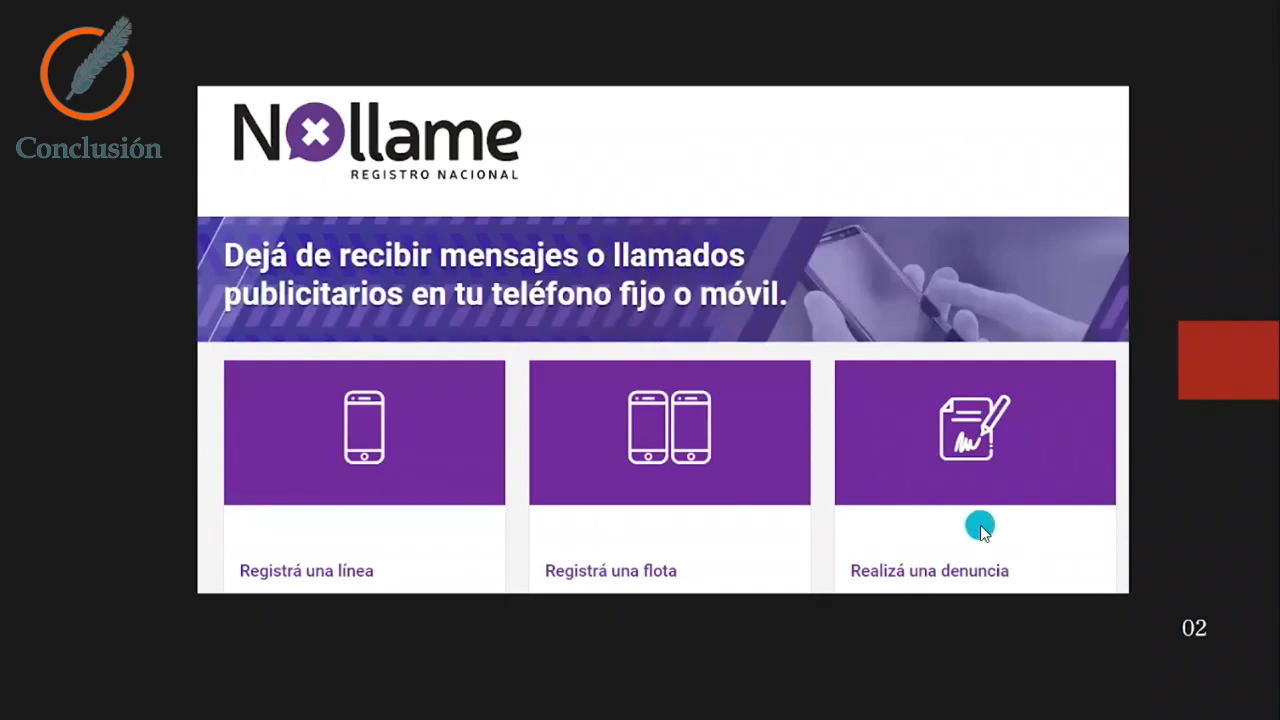 Conclusión
NOllame
REGISTRO NACIONAL
Dejá de recibir mensajes o llamados
publicitarios en tu teléfono fijo o móvil.
Registrá una línea
Registrá una flota
Realizá una denuncia
02